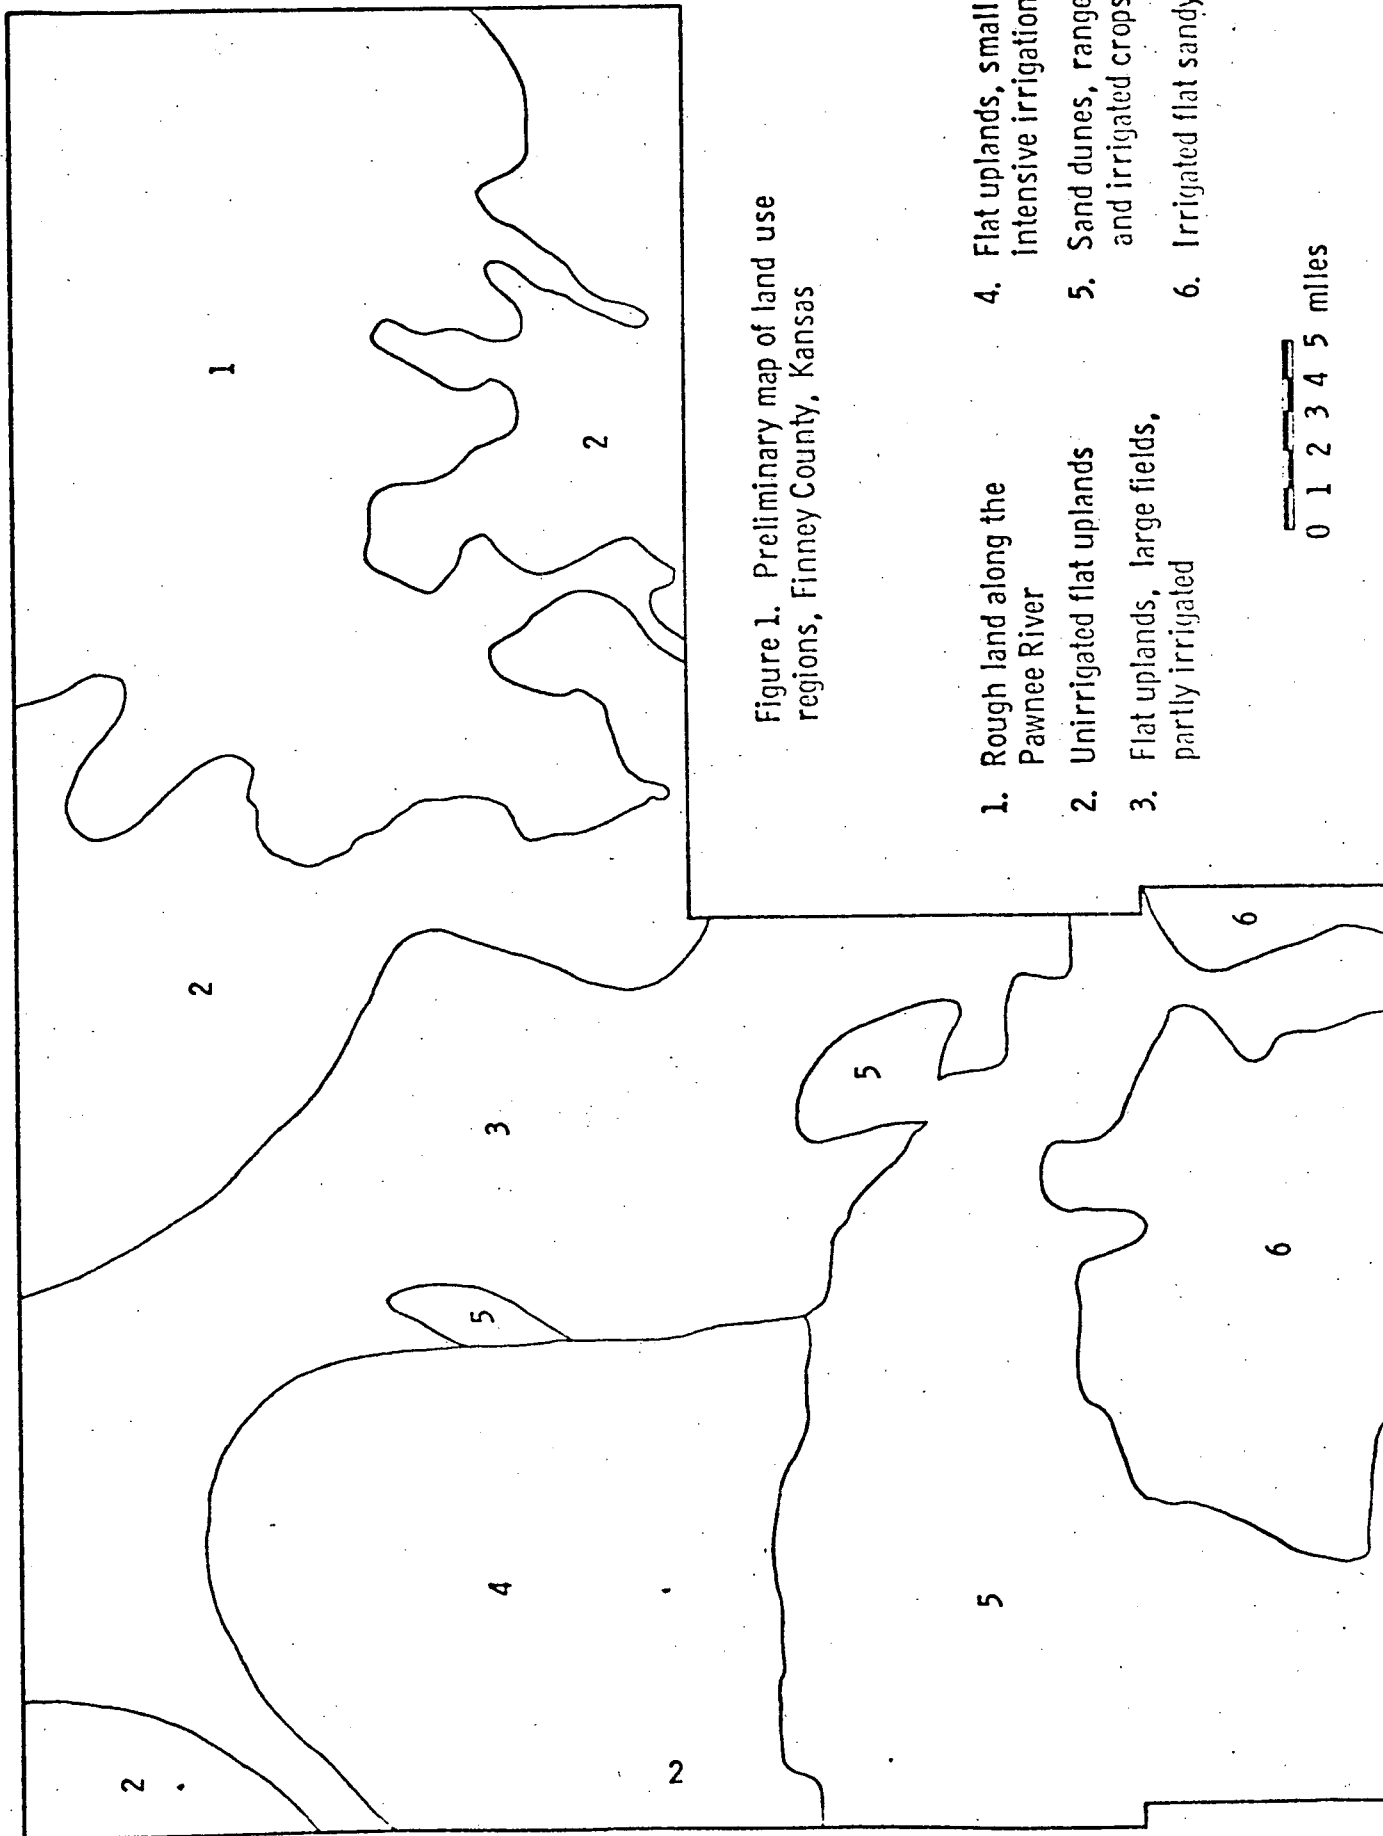 1
2
2
3
5
5
4
2
2
5
6
6
Figure 1. Preliminary map of land use
regions, Finney County, Kansas
1. Rough land along the
Pawnee River
2. Unirrigated flat uplands
3. Flat uplands, large fields,
partly irrigated
4. Flat uplands, small
intensive irrigation
5. Sand dunes, range
and irrigated crops
6. Irrigated flat sandy
0 1 2 3 4 5 miles